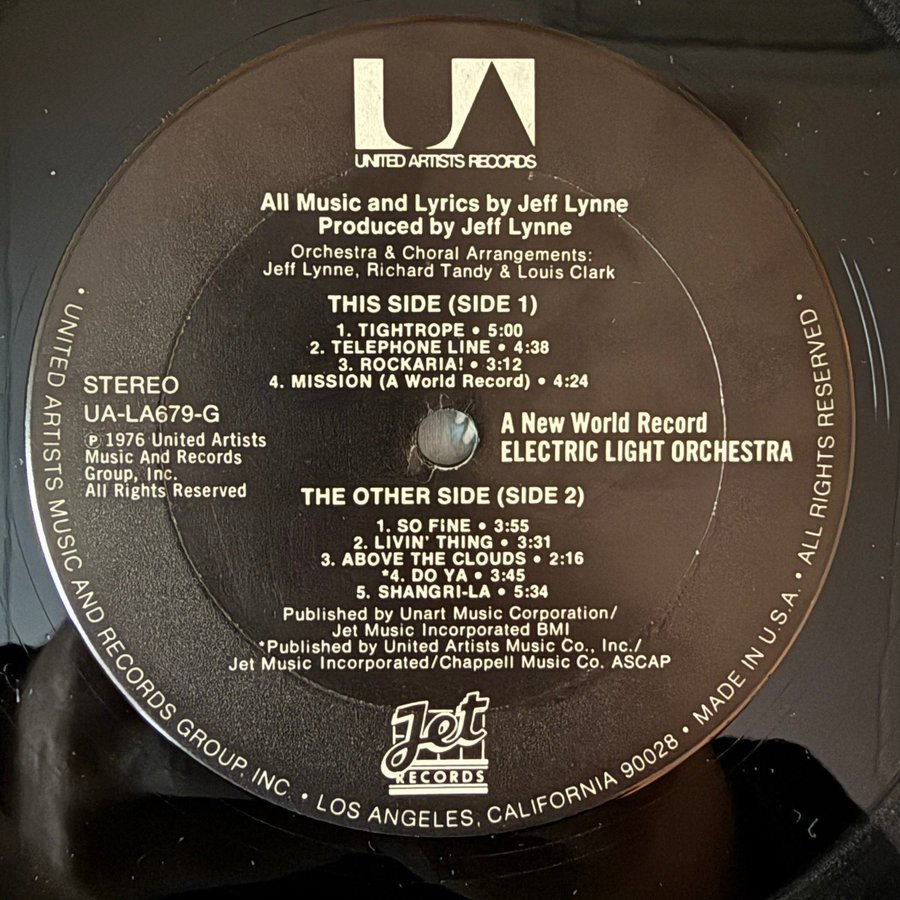 UA
UNITED ARTISTS RECORDS
All Music and Lyrics by Jeff Lynne
Produced by Jeff Lynne
Orchestra & Choral Arrangements:
Jeff Lynne, Richard Tandy & Louis Clark
THIS SIDE (SIDE 1)
1. TIGHTROPE • 5:00
2. TELEPHONE LINE • 4:38
3. ROCKARIA! • 3:12
4. MISSION (A World Record) • 4:24
STEREO
UA-LA679-G
℗ 1976 United Artists
Music And Records
Group, Inc.
All Rights Reserved
A New World Record
ELECTRIC LIGHT ORCHESTRA
THE OTHER SIDE (SIDE 2)
1. SO FINE • 3:55
2. LIVIN' THING • 3:31
3. ABOVE THE CLOUDS • 2:16
*4. DO YA • 3:45
5. SHANGRI-LA • 5:34
Published by Unart Music Corporation/
Jet Music Incorporated BMI
*Published by United Artists Music Co., Inc./
Jet Music Incorporated/Chappell Music Co. ASCAP
Jet
RECORDS
• UNITED ARTISTS MUSIC AND RECORDS GROUP, INC. • LOS ANGELES, CALIFORNIA 90028 • MADE IN U.S.A. • ALL RIGHTS RESERVED •